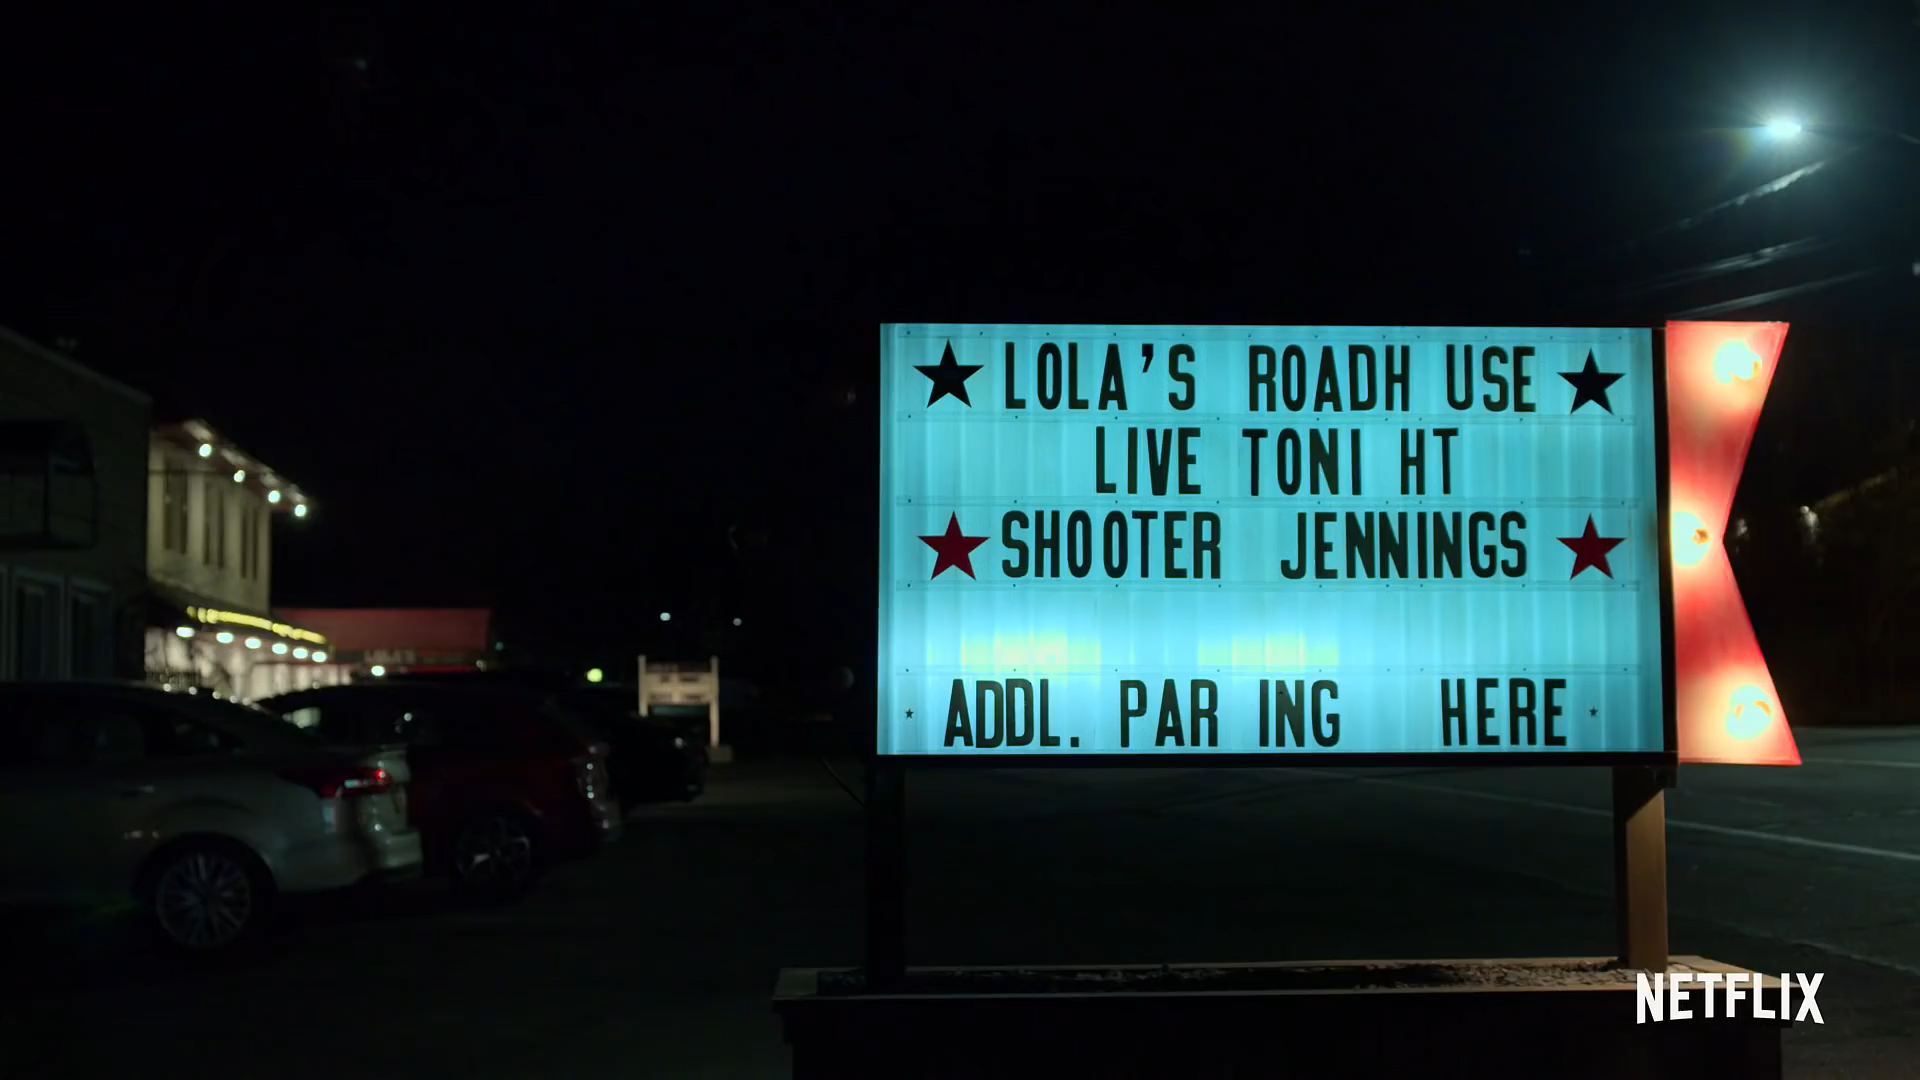 LOLA'S ROADH USE
LIVE TONI HT
SHOOTER JENNINGS
ADDL. PAR ING HERE
NETFLIX